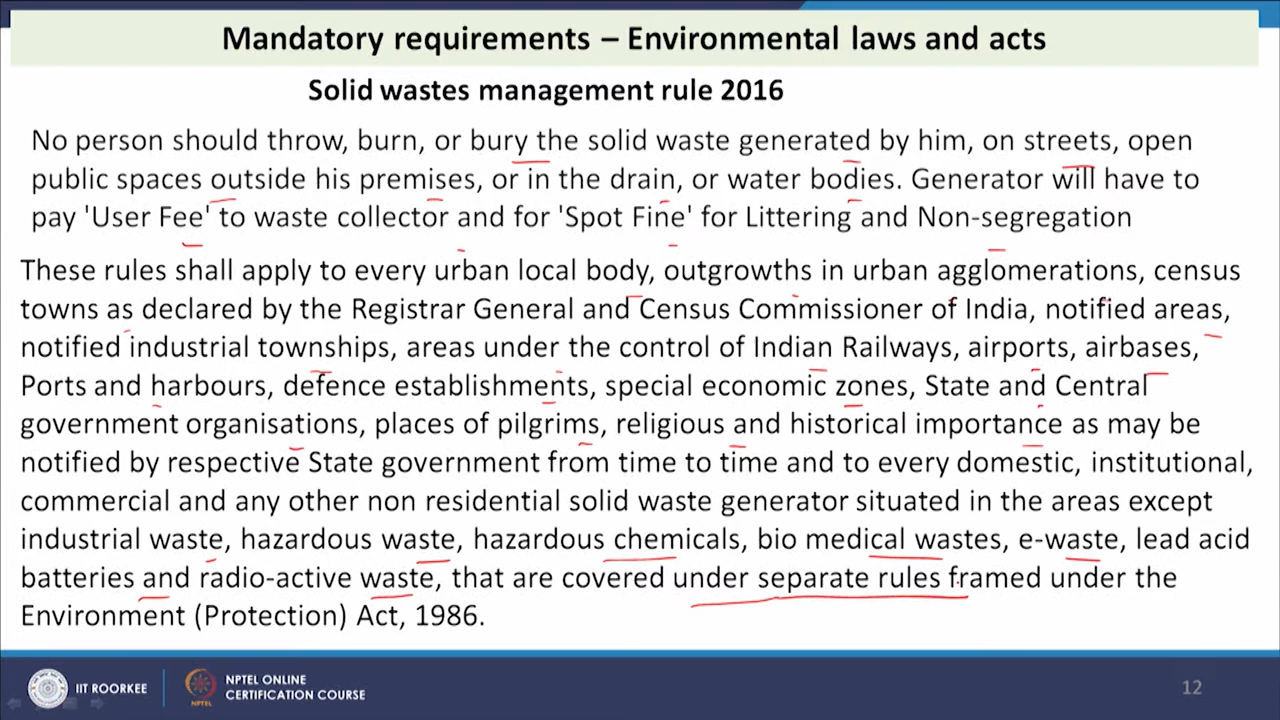 Mandatory requirements – Environmental laws and acts
Solid wastes management rule 2016
No person should throw, burn, or bury the solid waste generated by him, on streets, open
public spaces outside his premises, or in the drain, or water bodies. Generator will have to
pay 'User Fee' to waste collector and for 'Spot Fine' for Littering and Non-segregation
These rules shall apply to every urban local body, outgrowths in urban agglomerations, census
towns as declared by the Registrar General and Census Commissioner of India, notified areas,
notified industrial townships, areas under the control of Indian Railways, airports, airbases,
Ports and harbours, defence establishments, special economic zones, State and Central
government organisations, places of pilgrims, religious and historical importance as may be
notified by respective State government from time to time and to every domestic, institutional,
commercial and any other non residential solid waste generator situated in the areas except
industrial waste, hazardous waste, hazardous chemicals, bio medical wastes, e-waste, lead acid
batteries and radio-active waste, that are covered under separate rules framed under the
Environment (Protection) Act, 1986.
IIT ROORKEE
NPTEL ONLINE
CERTIFICATION COURSE
NPTEL
12